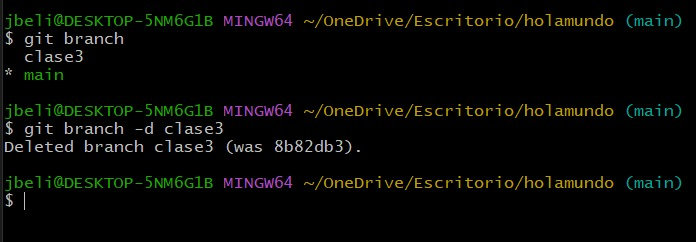 jbeli@DESKTOP-5NM6G1B MINGW64 ~/OneDrive/Escritorio/holamundo (main)
$ git branch
  clase3
* main
jbeli@DESKTOP-5NM6G1B MINGW64 ~/OneDrive/Escritorio/holamundo (main)
$ git branch -d clase3
Deleted branch clase3 (was 8b82db3).
jbeli@DESKTOP-5NM6G1B MINGW64 ~/OneDrive/Escritorio/holamundo (main)
$